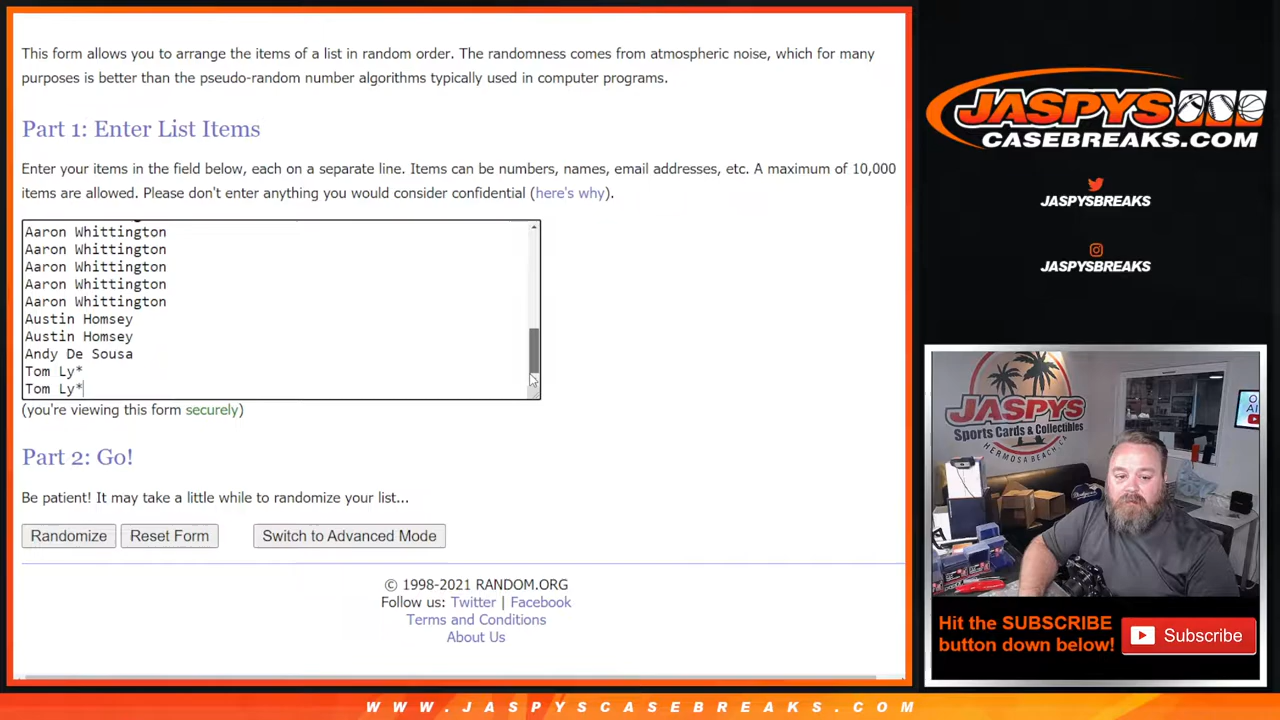 This form allows you to arrange the items of a list in random order. The randomness comes from atmospheric noise, which for many
purposes is better than the pseudo-random number algorithms typically used in computer programs.
Part 1: Enter List Items
Enter your items in the field below, each on a separate line. Items can be numbers, names, email addresses, etc. A maximum of 10,000
items are allowed. Please don't enter anything you would consider confidential (here's why).
Aaron Whittington
Aaron Whittington
Aaron Whittington
Aaron Whittington
Aaron Whittington
Austin Homsey
Austin Homsey
Andy De Sousa
Tom Ly*
Tom Ly*
(you're viewing this form securely)
Part 2: Go!
Be patient! It may take a little while to randomize your list...
Randomize
Reset Form
Switch to Advanced Mode
© 1998-2021 RANDOM.ORG
Follow us: Twitter | Facebook
Terms and Conditions
About Us
JASPYS
CASEBREAKS.COM
JASPYSBREAKS
JASPYSBREAKS
JASPYS
Sports Cards & Collectibles
HERMOSA BEACH CA
Hit the SUBSCRIBE
button down below!
Subscribe
WWW.JASPYSCASEBREAKS.COM